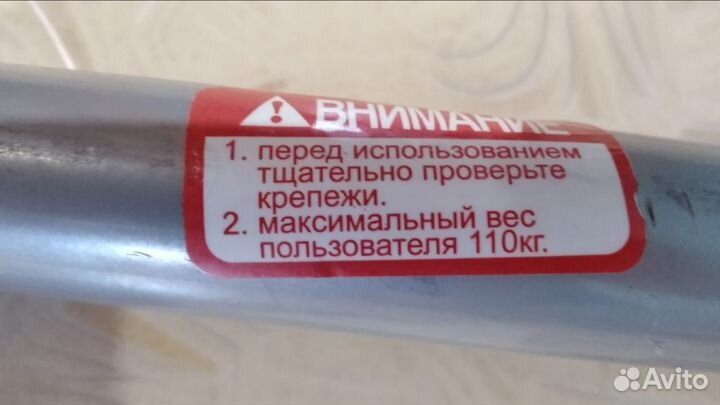 ВНИМАНИЕ
1. перед использованием
тщательно проверьте
крепежи.
2. максимальный вес
пользователя 110кг.
Avito